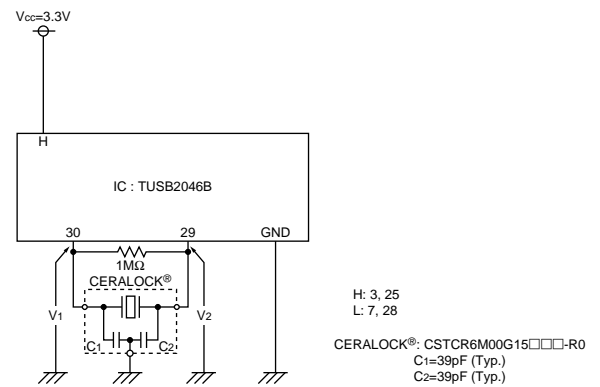 Vcc=3.3V
H
IC : TUSB2046B
30 29 GND
1MΩ
CERALOCK®
V1 V2
C1 C2
H: 3, 25
L: 7, 28
CERALOCK®: CSTCR6M00G15□□□-R0
C1=39pF (Typ.)
C2=39pF (Typ.)